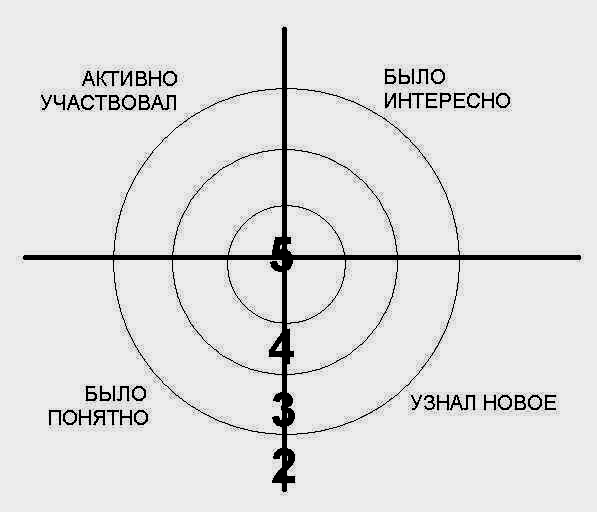 АКТИВНО
УЧАСТВОВАЛ
БЫЛО
ИНТЕРЕСНО
5
4
3
2
БЫЛО
ПОНЯТНО
УЗНАЛ НОВОЕ